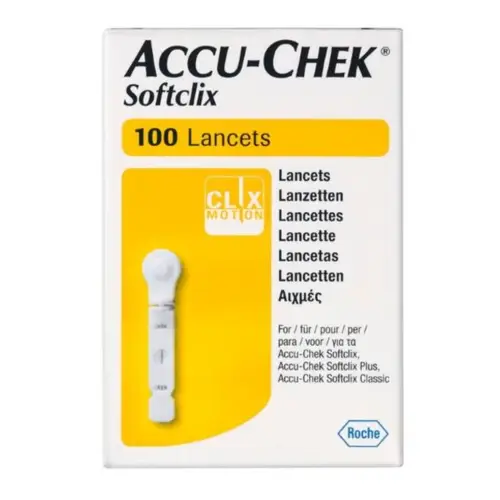 ACCU-CHEK®
Softclix
100 Lancets
CLIX
MOTION
Lancets
Lanzetten
Lancettes
Lancette
Lancetas
Lancetten
Αιχμές
For / für / pour / per /
para / voor / για τα
Accu-Chek Softclix,
Accu-Chek Softclix Plus,
Accu-Chek Softclix Classic
Roche